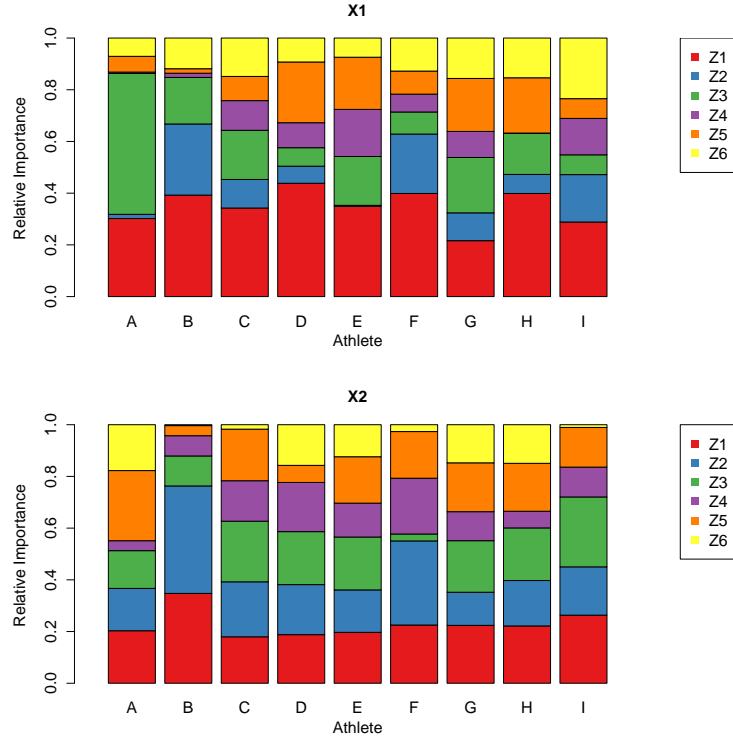 X1
Relative Importance
1.0
0.8
0.6
0.4
0.2
0.0
A B C D E F G H I
Athlete
Z1
Z2
Z3
Z4
Z5
Z6
X2
Relative Importance
1.0
0.8
0.6
0.4
0.2
0.0
A B C D E F G H I
Athlete
Z1
Z2
Z3
Z4
Z5
Z6